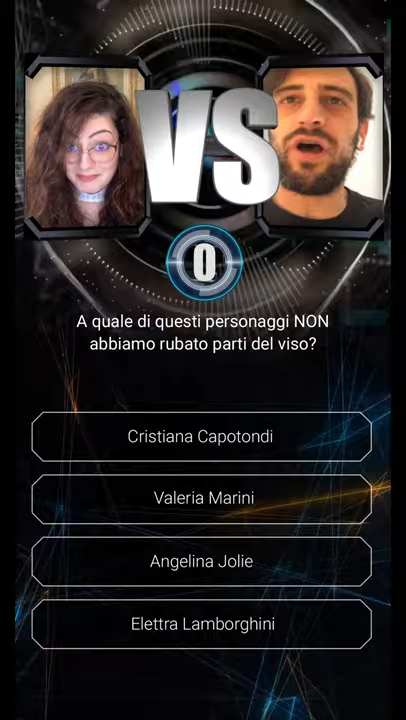 VS
0
A quale di questi personaggi NON
abbiamo rubato parti del viso?
Cristiana Capotondi
Valeria Marini
Angelina Jolie
Elettra Lamborghini